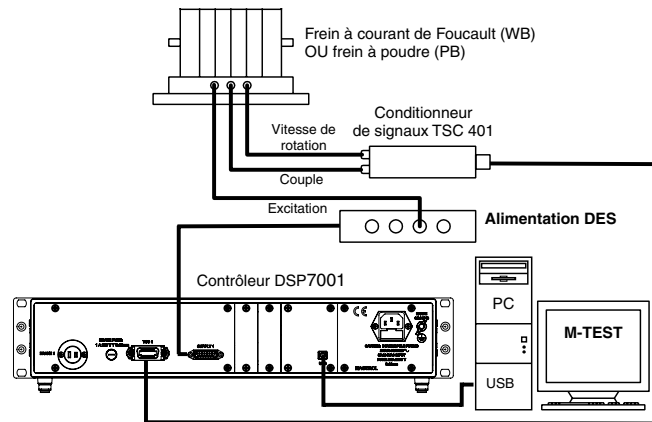 Frein à courant de Foucault (WB)
OU frein à poudre (PB)
Conditionneur
de signaux TSC 401
Vitesse de
rotation
Couple
Excitation
Alimentation DES
Contrôleur DSP7001
PC
M-TEST
USB